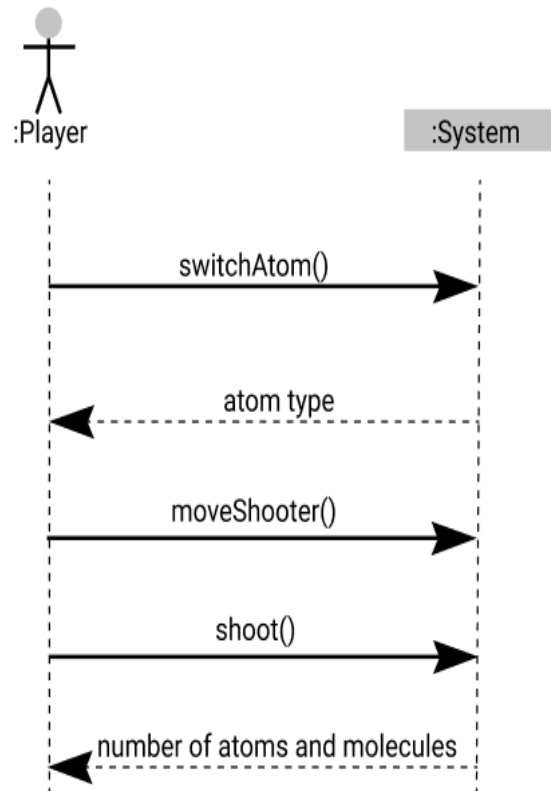 :Player
:System
switchAtom()
atom type
moveShooter()
shoot()
number of atoms and molecules